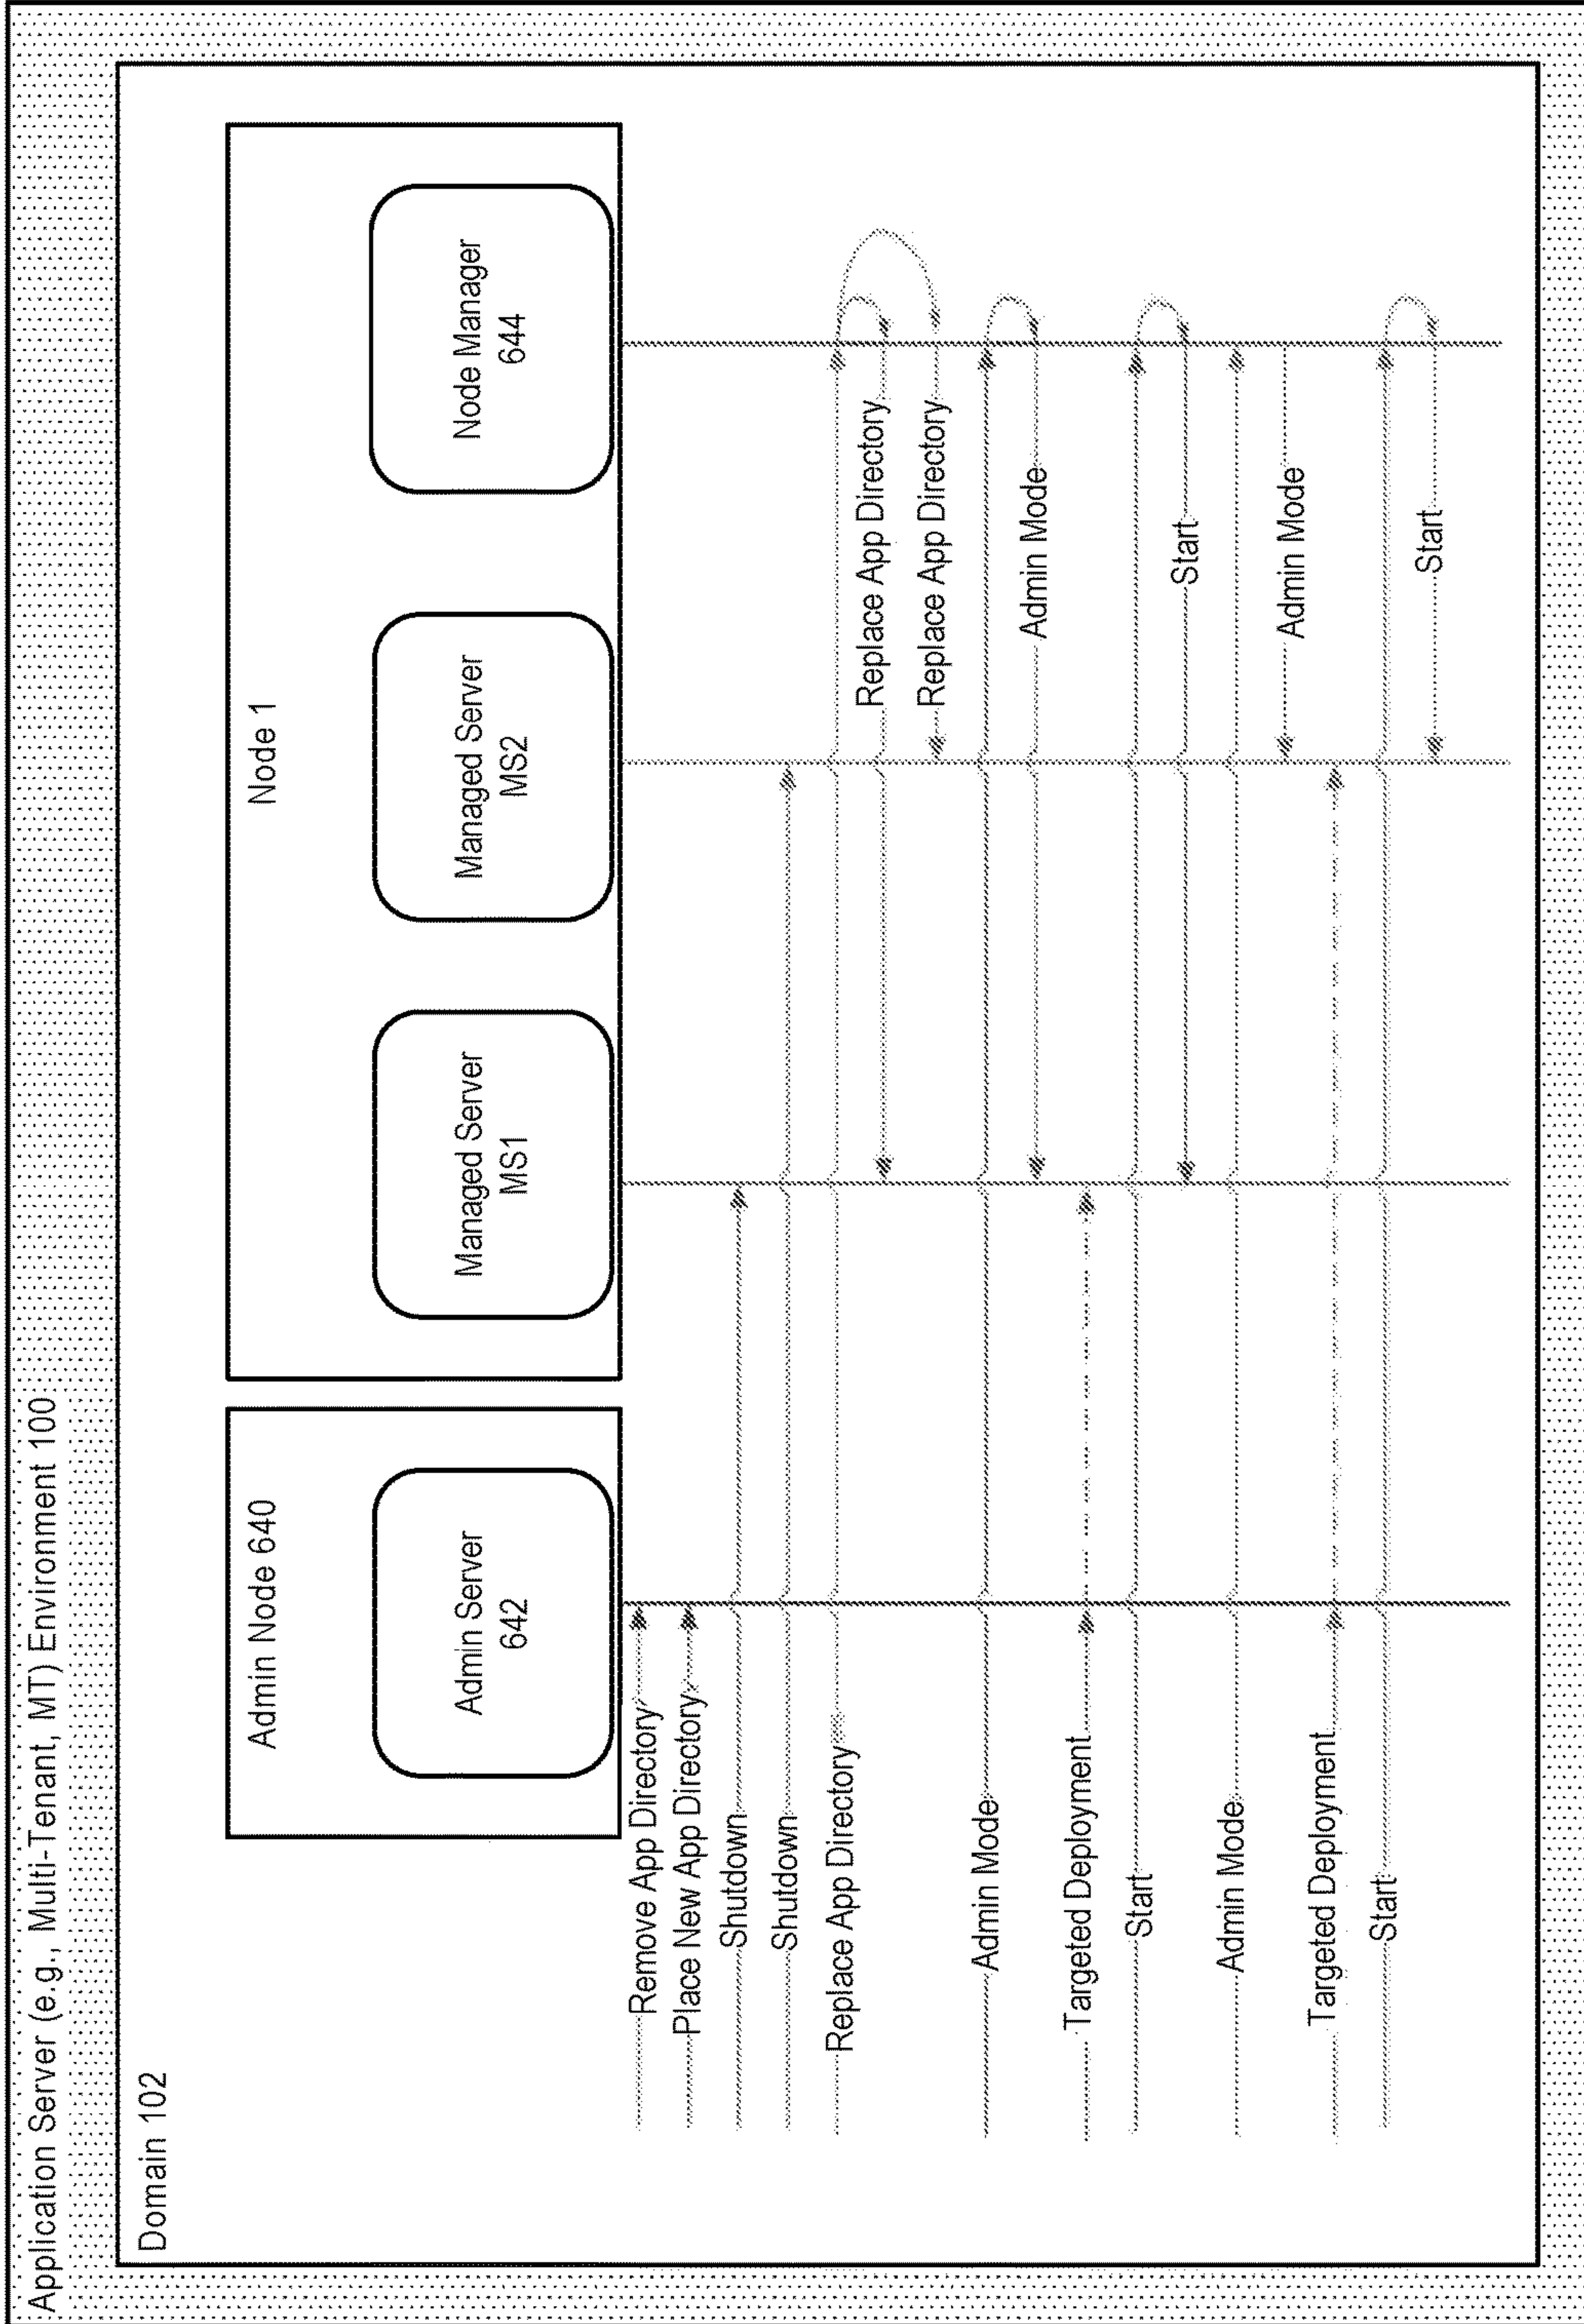 Application Server (e.g., Multi-Tenant, MT) Environment 100
Domain 102
Admin Node 640
Node 1
Admin Server
642
Managed Server
MS1
Managed Server
MS2
Node Manager
644
Remove App Directory
Place New App Directory
Shutdown
Shutdown
Replace App Directory
Replace App Directory
Replace App Directory
Admin Mode
Admin Mode
Targeted Deployment
Start
Start
Admin Mode
Admin Mode
Targeted Deployment
Start
Start